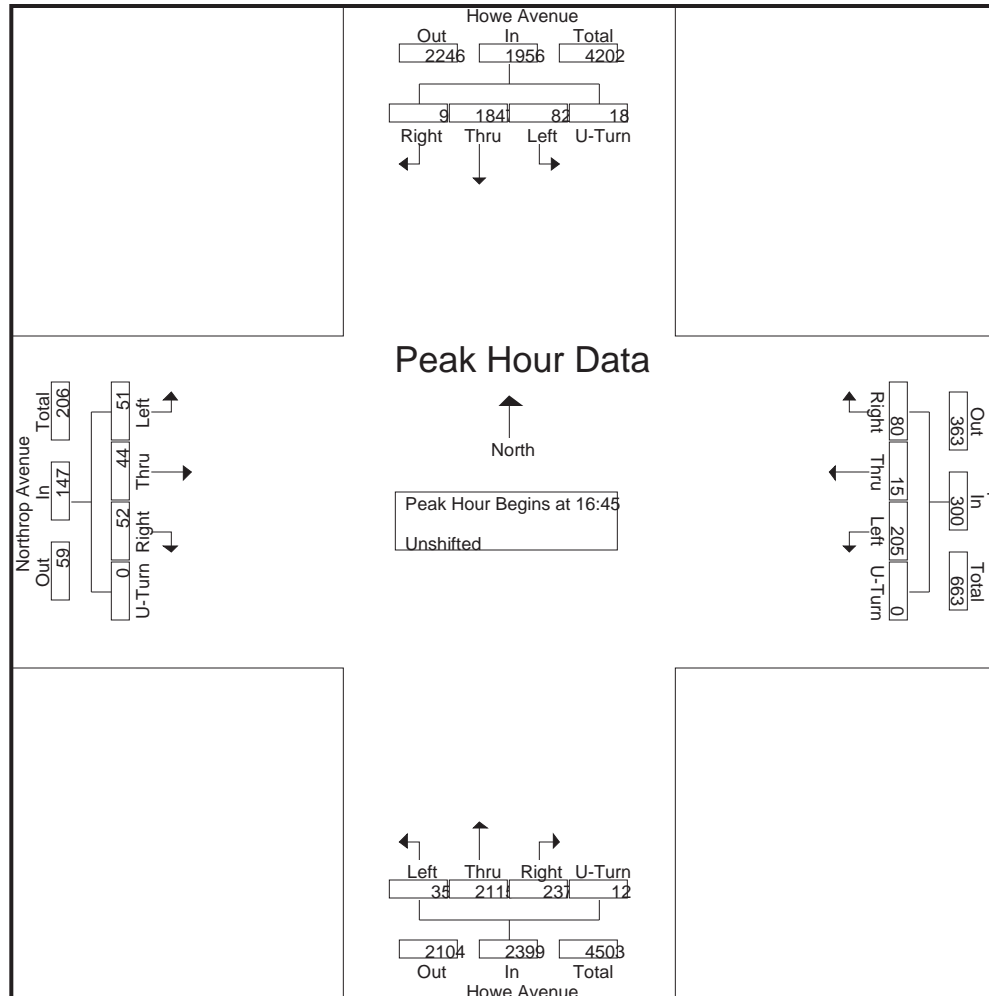 Howe Avenue
Out In Total
2246 1956 4202
9 1847 82 18
Right Thru Left U-Turn
Peak Hour Data
North
Peak Hour Begins at 16:45
Unshifted
Northrop Avenue
Out In Total
59 147 206
0 52 44 51
U-Turn Right Thru Left
Out In Total
363 300 663
80 15 205 0
Right Thru Left U-Turn
Left Thru Right U-Turn
35 2115 237 12
2104 2399 4503
Out In Total
Howe Avenue